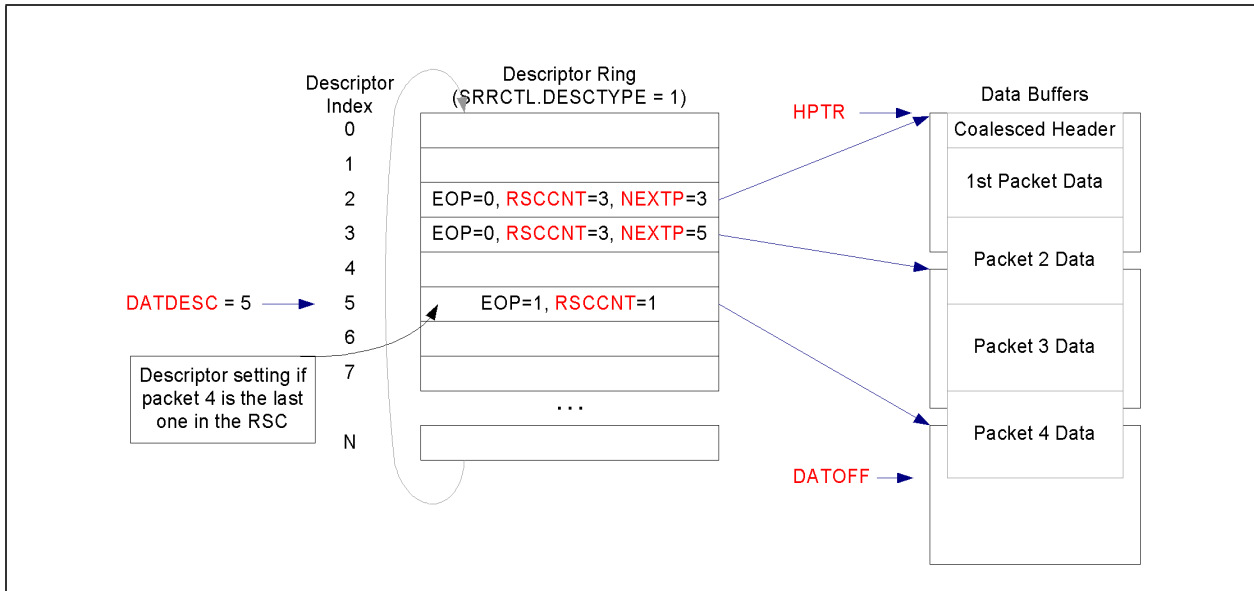 Descriptor
Index
Descriptor Ring
(SRRCTL.DESCTYPE = 1)
Data Buffers
HPTR
0
1
2
3
4
5
6
7
N
EOP=0, RSCCNT=3, NEXTP=3
EOP=0, RSCCNT=3, NEXTP=5
EOP=1, RSCCNT=1
...
DATDESC = 5
Descriptor setting if
packet 4 is the last
one in the RSC
Coalesced Header
1st Packet Data
Packet 2 Data
Packet 3 Data
Packet 4 Data
DATOFF